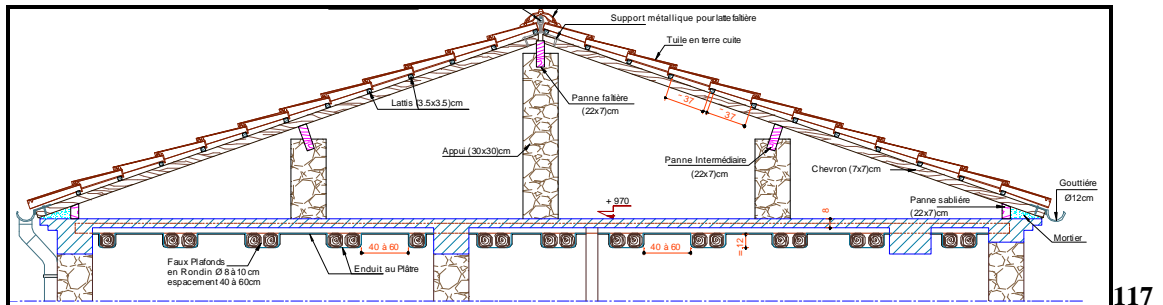 Support métallique pour latte faîtière
Tuile en terre cuite
Lattis (3.5x3.5)cm
Panne faîtière
(22x7)cm
~ 37
37
Appui (30x30)cm
Panne Intermédiaire
(22x7)cm
Chevron (7x7)cm
Gouttière
Ø12cm
Panne sablière
(22x7)cm
+ 970
8
Mortier
40 à 60
40 à 60
= 12
Faux Plafonds
en Rondin Ø 8 à 10 cm
espacement 40 à 60cm
Enduit au Plâtre
117